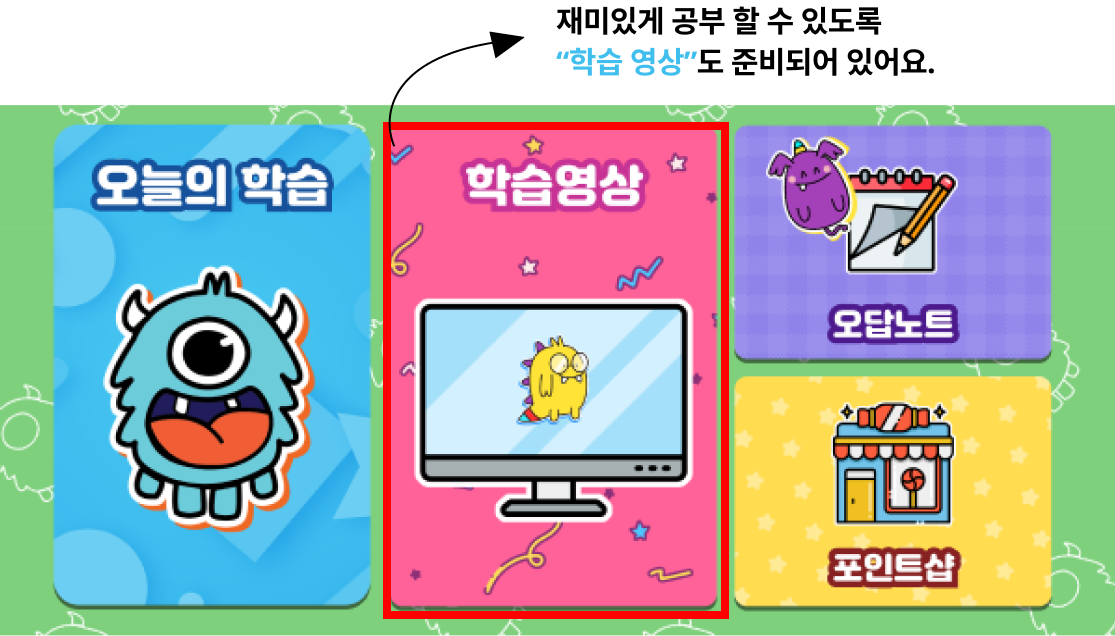 재미있게 공부 할 수 있도록
“학습 영상”도 준비되어 있어요.
오늘의 학습
학습영상
오답노트
포인트샵